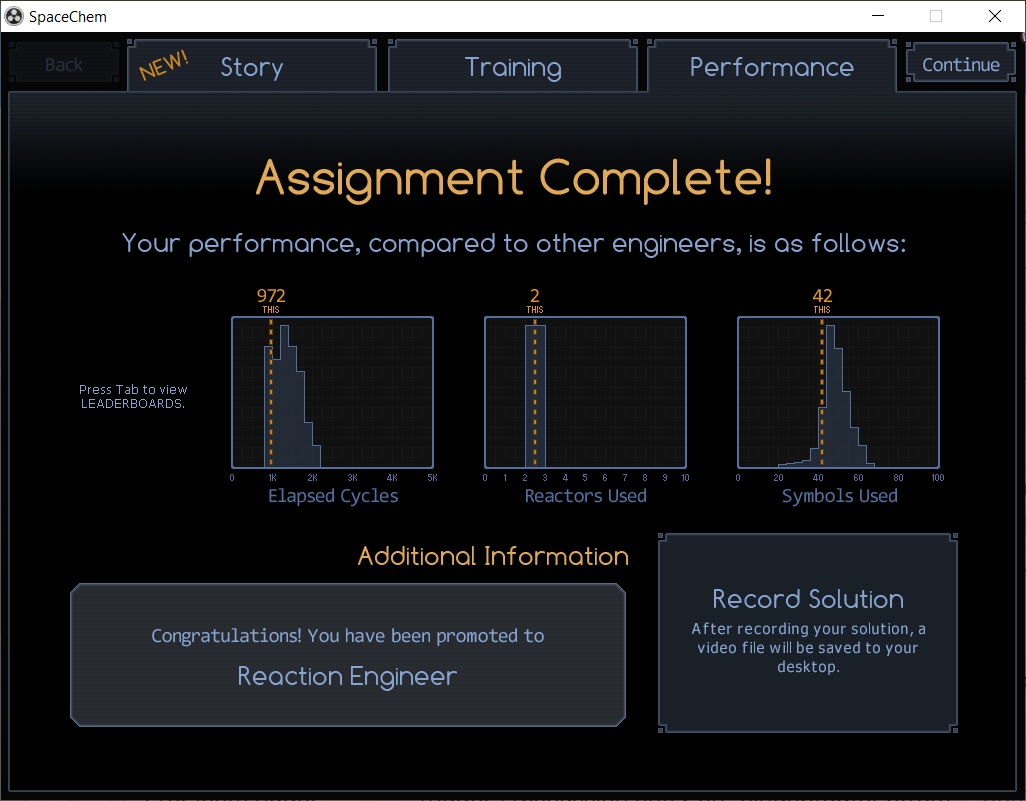 SpaceChem
Back
NEW!
Story
Training
Performance
Continue
Assignment Complete!
Your performance, compared to other engineers, is as follows:
972
THIS
2
THIS
42
THIS
Press Tab to view
LEADERBOARDS.
0 1K 2K 3K 4K 5K
0 1 2 3 4 5 6 7 8 9 10
0 20 40 60 80 100
Elapsed Cycles
Reactors Used
Symbols Used
Additional Information
Congratulations! You have been promoted to
Reaction Engineer
Record Solution
After recording your solution, a
video file will be saved to your
desktop.